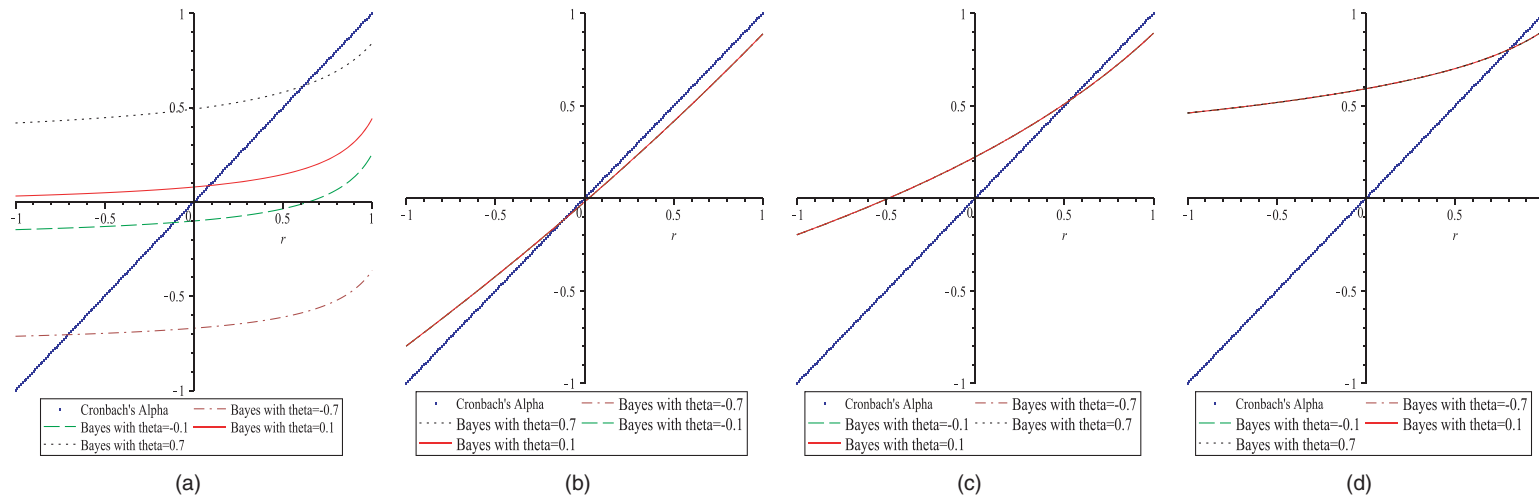 1
0.5
-1
-0.5
0
0.5
1
r
-0.5
-1
Cronbach's Alpha
Bayes with theta=-0.7
Bayes with theta=-0.1
Bayes with theta=0.1
Bayes with theta=0.7
(a)
1
0.5
-1
-0.5
0
0.5
1
r
-0.5
-1
Cronbach's Alpha
Bayes with theta=-0.7
Bayes with theta=0.7
Bayes with theta=-0.1
Bayes with theta=0.1
(b)
1
0.5
-1
-0.5
0
0.5
1
r
-0.5
-1
Cronbach's Alpha
Bayes with theta=-0.7
Bayes with theta=-0.1
Bayes with theta=0.7
Bayes with theta=0.1
(c)
1
0.5
-1
-0.5
0
0.5
r
-0.5
-1
Cronbach's Alpha
Bayes with theta=-0.7
Bayes with theta=-0.1
Bayes with theta=0.1
Bayes with theta=0.7
(d)